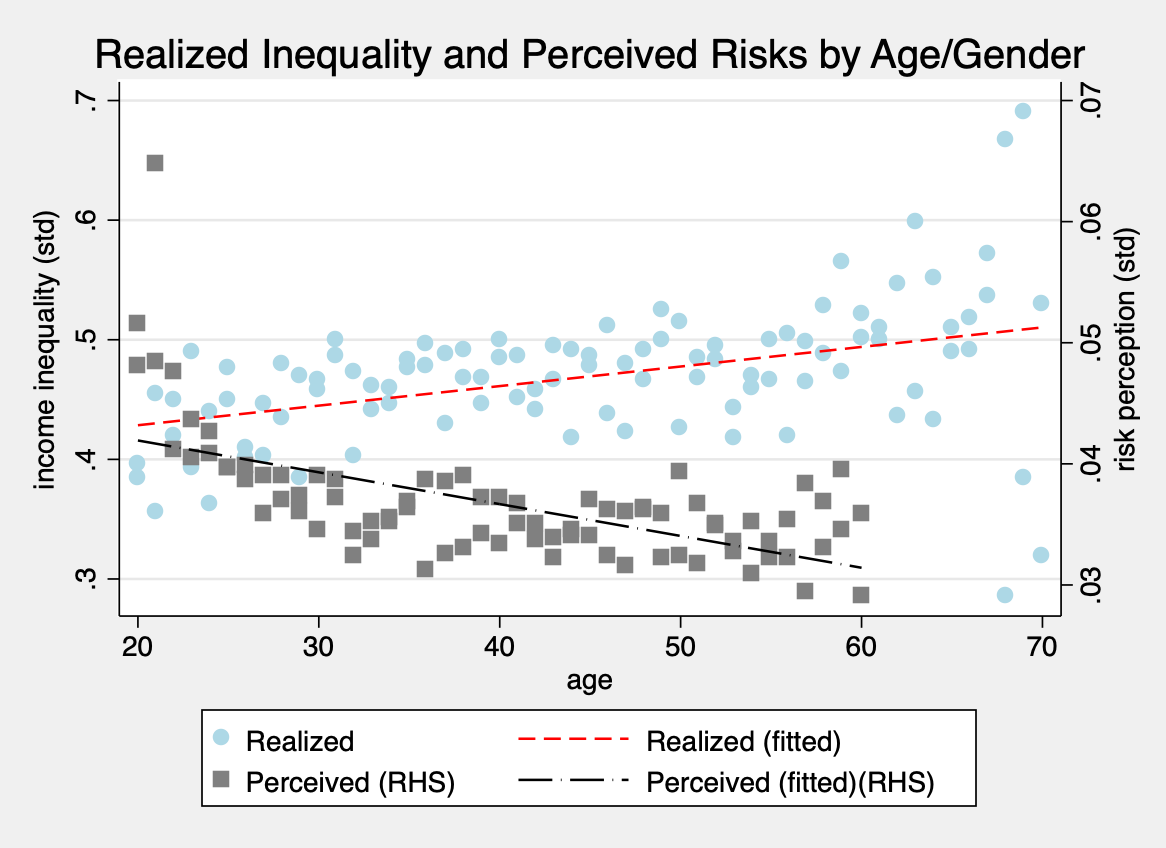 Realized Inequality and Perceived Risks by Age/Gender
income inequality (std)
.7
.6
.5
.4
.3
risk perception (std)
.07
.06
.05
.04
.03
20 30 40 50 60 70
age
Realized
Realized (fitted)
Perceived (RHS)
Perceived (fitted)(RHS)